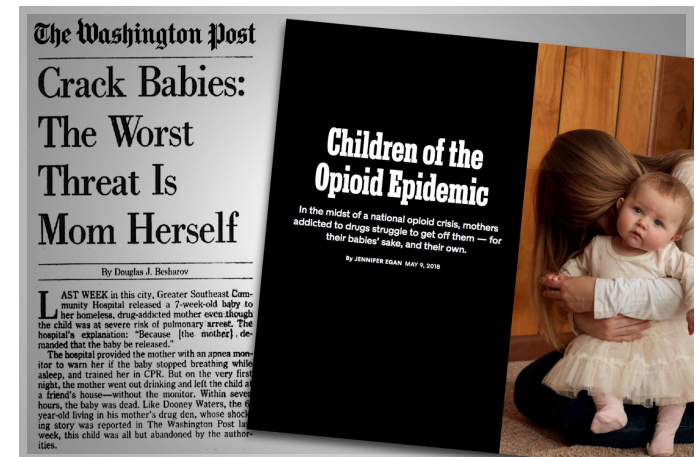 The Washington Post
Crack Babies:
The Worst
Threat Is
Mom Herself
By Douglas J. Besharov
LAST WEEK in this city, Greater Southeast Com-
munity Hospital released a 7-week-old baby to
her homeless, drug-addicted mother even though
the child was at severe risk of pulmonary arrest. The
hospital's explanation: "Because [the mother] de-
manded that the baby be released."
The hospital provided the mother with an apnea mon-
itor to warn her if the baby stopped breathing while
asleep, and trained her in CPR. But on the very first
night, the mother went out drinking and left the child at
a friend's house—without the monitor. Within seven
hours, the baby was dead. Like Dooney Waters, the 6-
year-old living in his mother's drug den, whose shock-
ing story was reported in The Washington Post last
week, this child was all but abandoned by the author-
ities.
Children of the
Opioid Epidemic
In the midst of a national opioid crisis, mothers
addicted to drugs struggle to get off them — for
their babies' sake, and their own.
By JENNIFER EGAN MAY 9, 2018